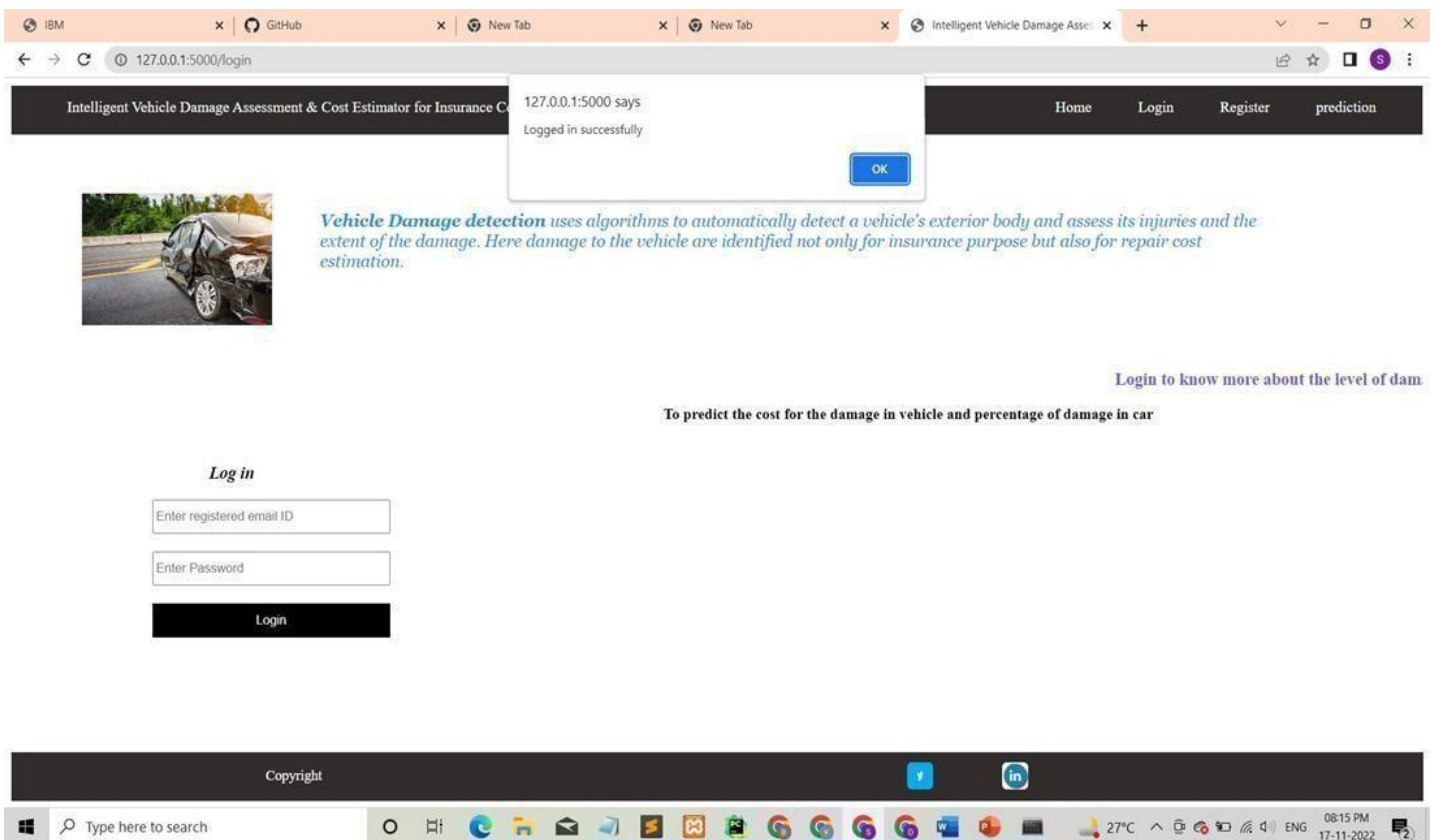 IBM
GitHub
New Tab
New Tab
Intelligent Vehicle Damage Asse
127.0.0.1:5000/login
S
127.0.0.1:5000 says
Logged in successfully
OK
Intelligent Vehicle Damage Assessment & Cost Estimator for Insurance C
Home Login Register prediction
Vehicle Damage detection uses algorithms to automatically detect a vehicle's exterior body and assess its injuries and the
extent of the damage. Here damage to the vehicle are identified not only for insurance purpose but also for repair cost
estimation.
Login to know more about the level of dam
To predict the cost for the damage in vehicle and percentage of damage in car
Log in
Enter registered email ID
Enter Password
Login
Copyright
in
Type here to search
27°C ENG 08:15 PM
17-11-2022
2